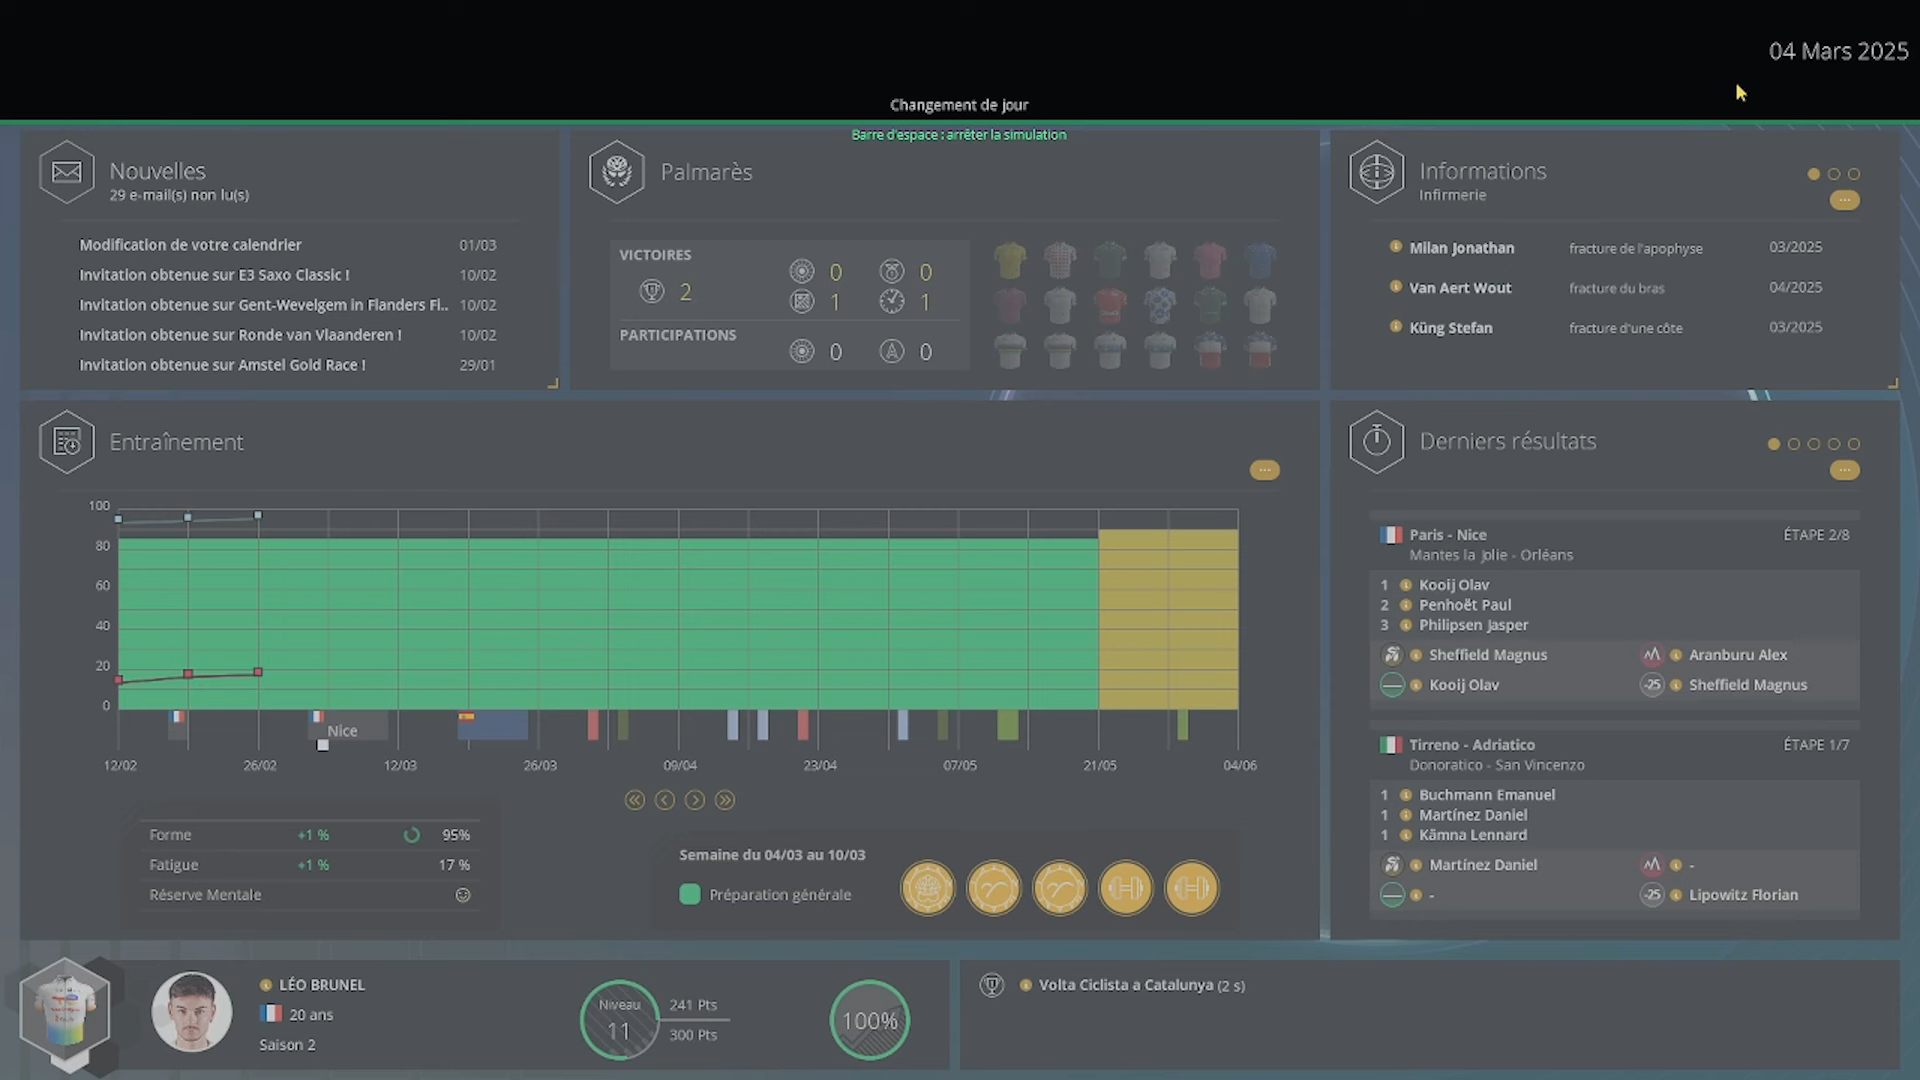 04 Mars 2025
Changement de jour
Barre d'espace : arrêter la simulation
Nouvelles
29 e-mail(s) non lu(s)
Modification de votre calendrier 01/03
Invitation obtenue sur E3 Saxo Classic ! 10/02
Invitation obtenue sur Gent-Wevelgem in Flanders Fi.. 10/02
Invitation obtenue sur Ronde van Vlaanderen ! 10/02
Invitation obtenue sur Amstel Gold Race ! 29/01
Palmarès
VICTOIRES
2
0 0
1 1
PARTICIPATIONS
0 0
Informations
Infirmerie
Milan Jonathan fracture de l'apophyse 03/2025
Van Aert Wout fracture du bras 04/2025
Küng Stefan fracture d'une côte 03/2025
Entraînement
100
80
60
40
20
0
Nice
12/02 26/02 12/03 26/03 09/04 23/04 07/05 21/05 04/06
Forme +1 % 95%
Fatigue +1 % 17 %
Réserve Mentale
Semaine du 04/03 au 10/03
Préparation générale
Derniers résultats
Paris - Nice ÉTAPE 2/8
Mantes la Jolie - Orléans
1 Kooij Olav
2 Penhoët Paul
3 Philipsen Jasper
Sheffield Magnus Aranburu Alex
Kooij Olav -25 Sheffield Magnus
Tirreno - Adriatico ÉTAPE 1/7
Donoratico - San Vincenzo
1 Buchmann Emanuel
1 Martínez Daniel
1 Kämna Lennard
Martínez Daniel -
- -25 Lipowitz Florian
LÉO BRUNEL
20 ans
Saison 2
Niveau
11
241 Pts
300 Pts
100%
Volta Ciclista a Catalunya (2 s)